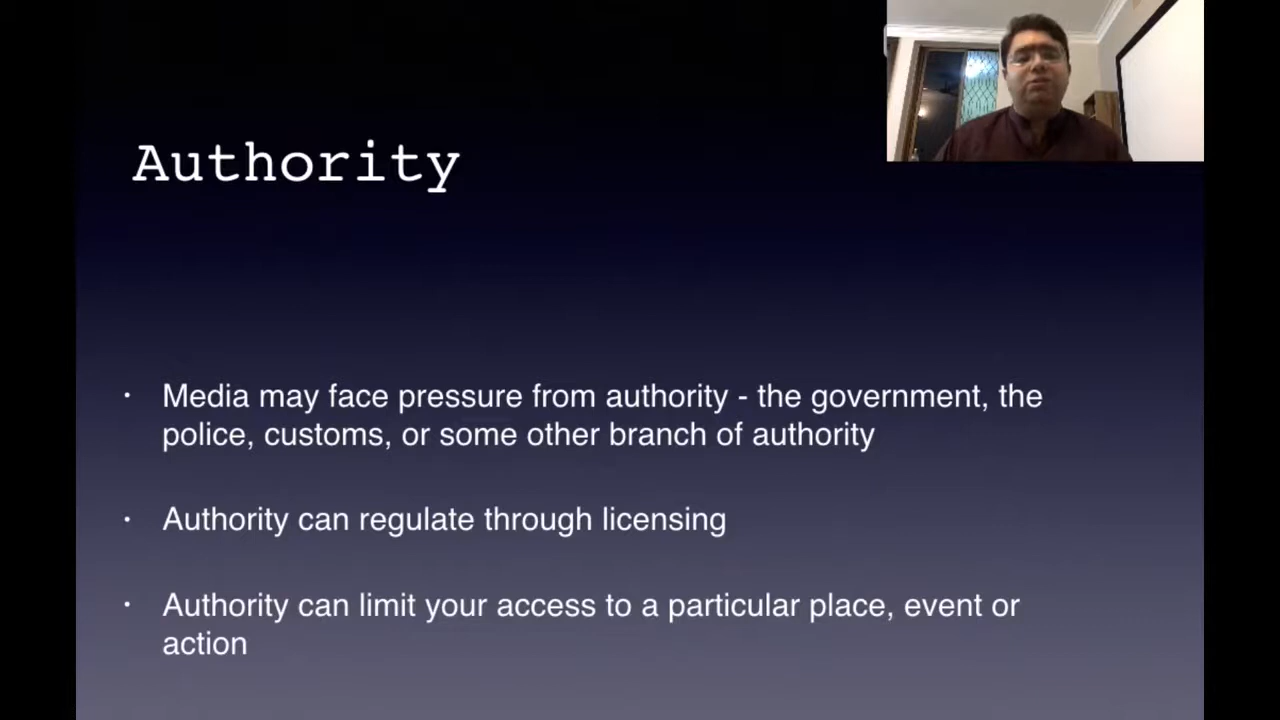 Authority
• Media may face pressure from authority - the government, the
police, customs, or some other branch of authority
• Authority can regulate through licensing
• Authority can limit your access to a particular place, event or
action